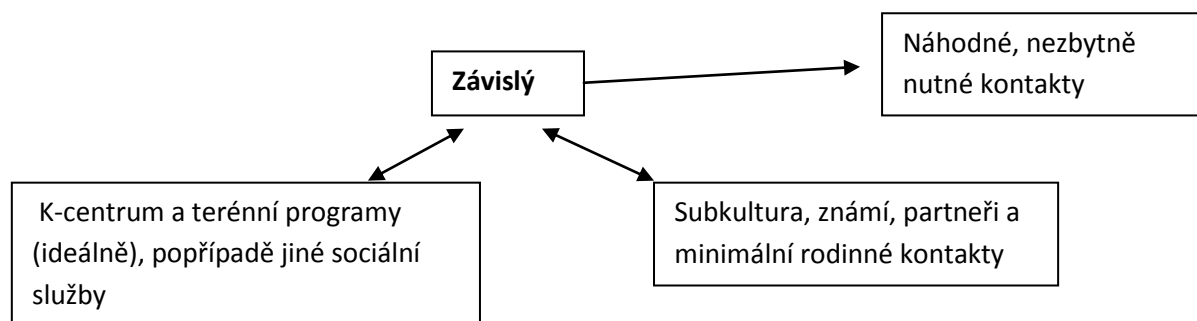 Náhodné, nezbytně
nutné kontakty
Závislý
K-centrum a terénní programy
(ideálně), popřípadě jiné sociální
služby
Subkultura, známí, partneři a
minimální rodinné kontakty